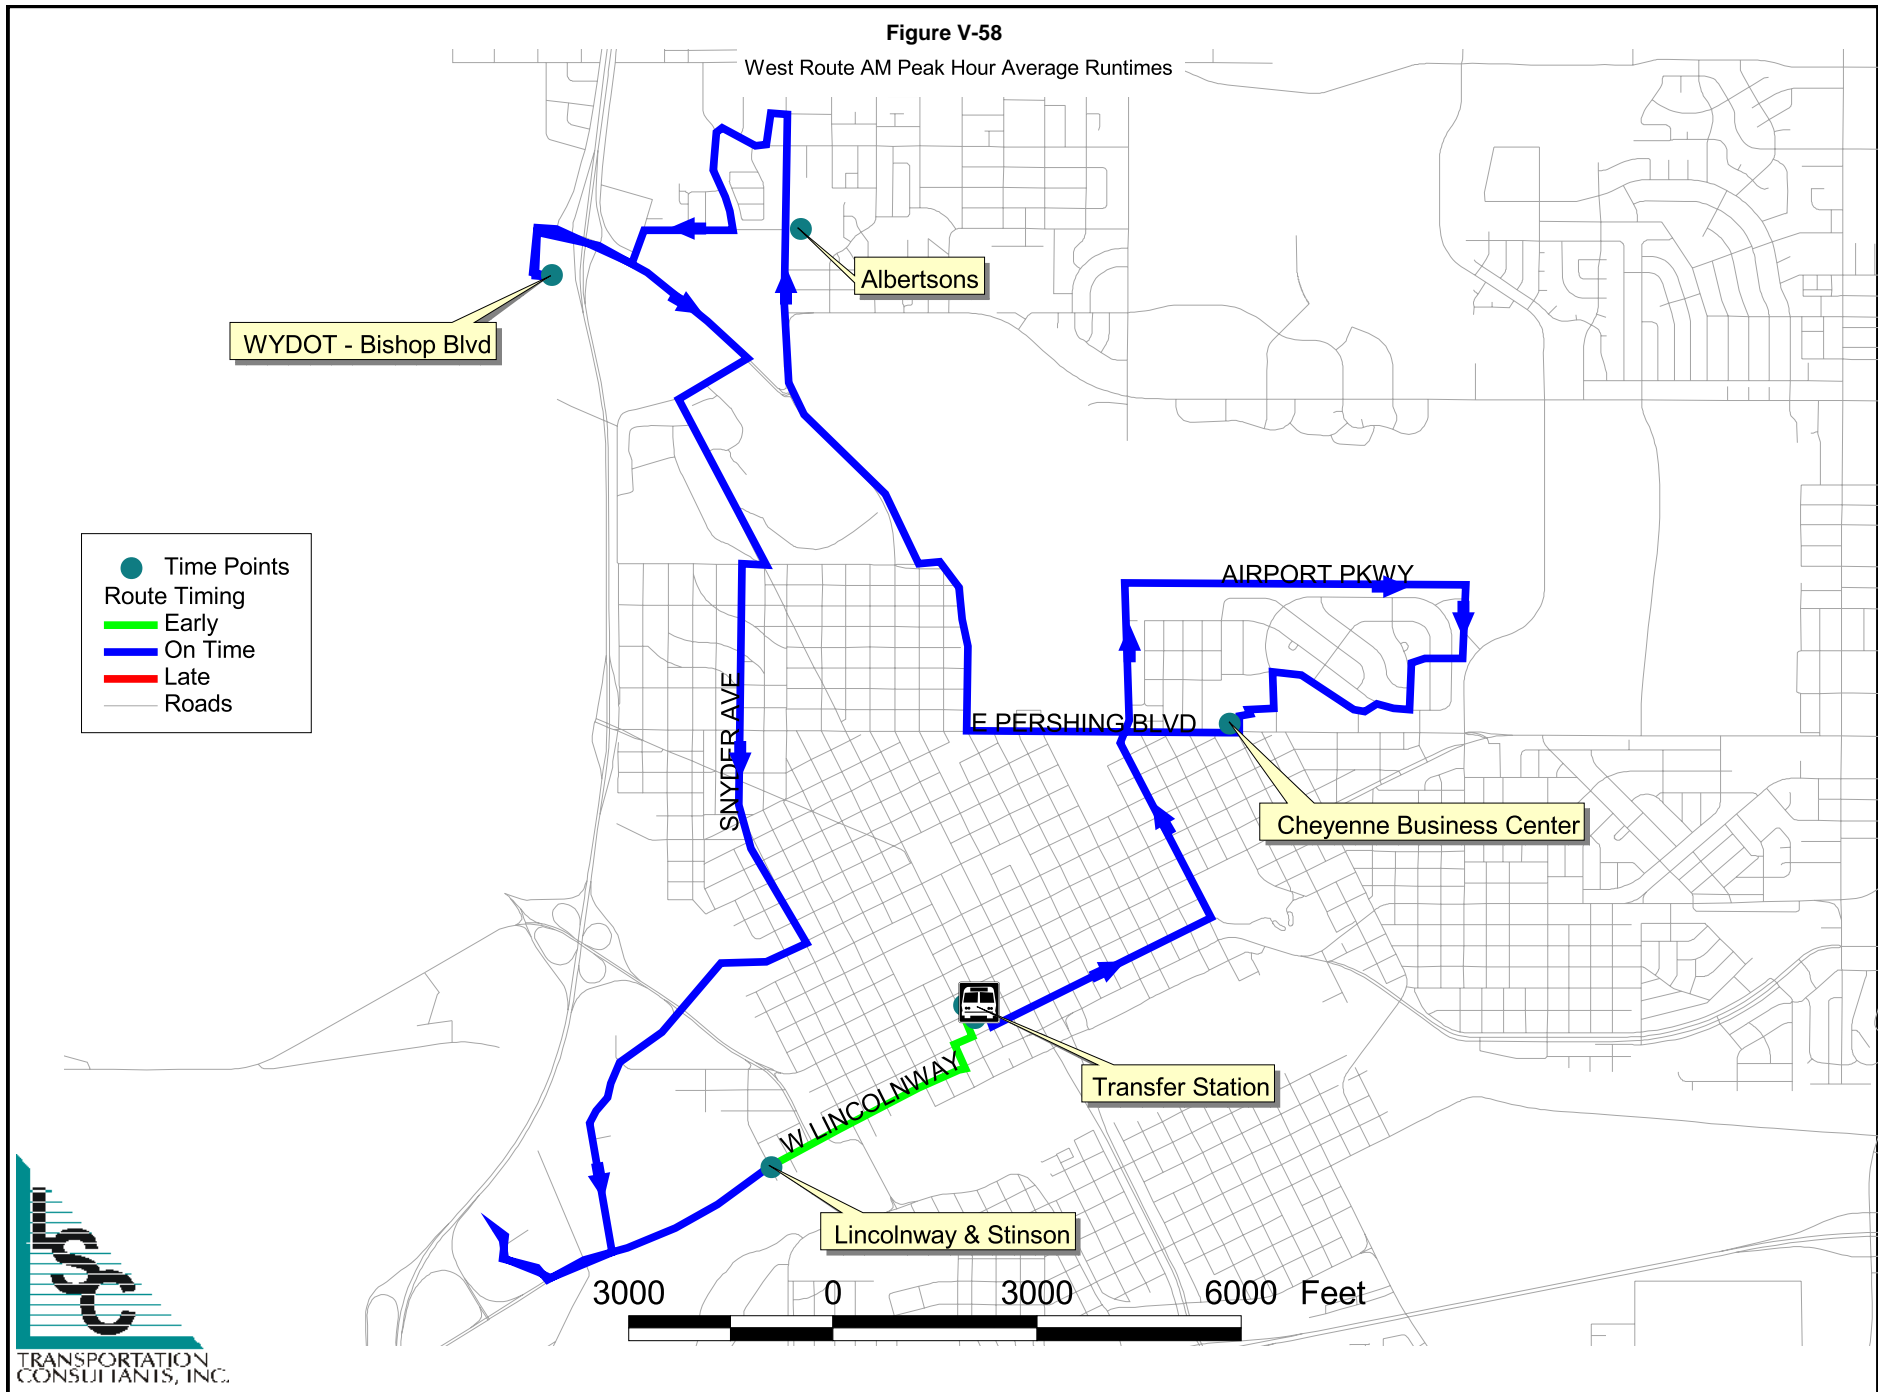 Figure V-58
West Route AM Peak Hour Average Runtimes
Albertsons
WYDOT - Bishop Blvd
Time Points
Route Timing
Early
On Time
Late
Roads
AIRPORT PKWY
SNYDER AVE
E PERSHING BLVD
Cheyenne Business Center
W LINCOLNWAY
Transfer Station
Lincolnway & Stinson
3000 0 3000 6000 Feet
LSC
TRANSPORTATION
CONSULTANTS, INC.